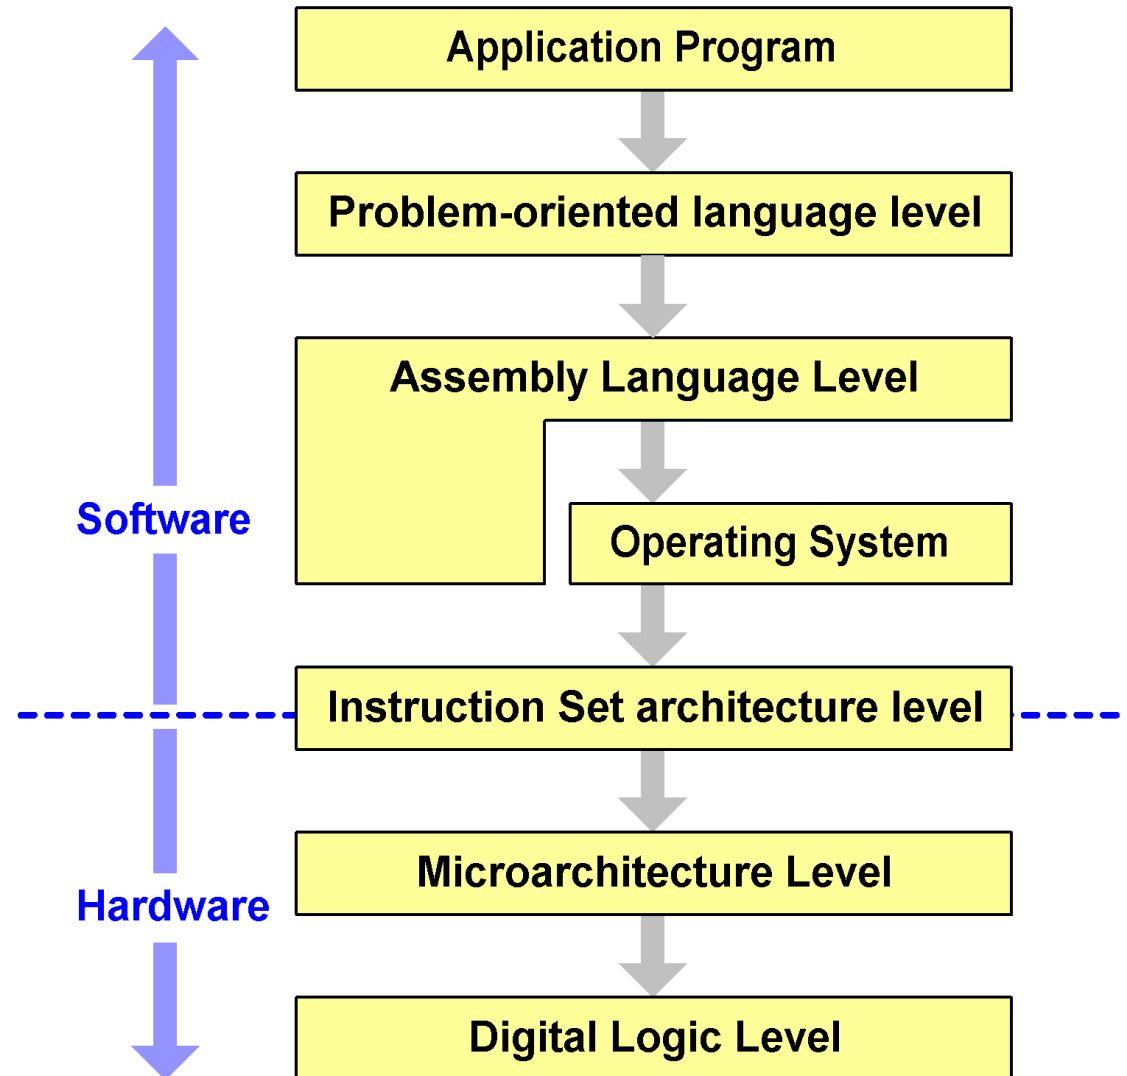 Application Program
Problem-oriented language level
Assembly Language Level
Software
Operating System
Instruction Set architecture level
Microarchitecture Level
Hardware
Digital Logic Level